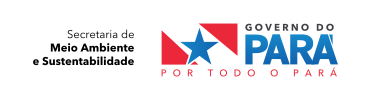 Secretaria de
Meio Ambiente
e Sustentabilidade
GOVERNO DO
PARÁ
POR TODO O PARÁ